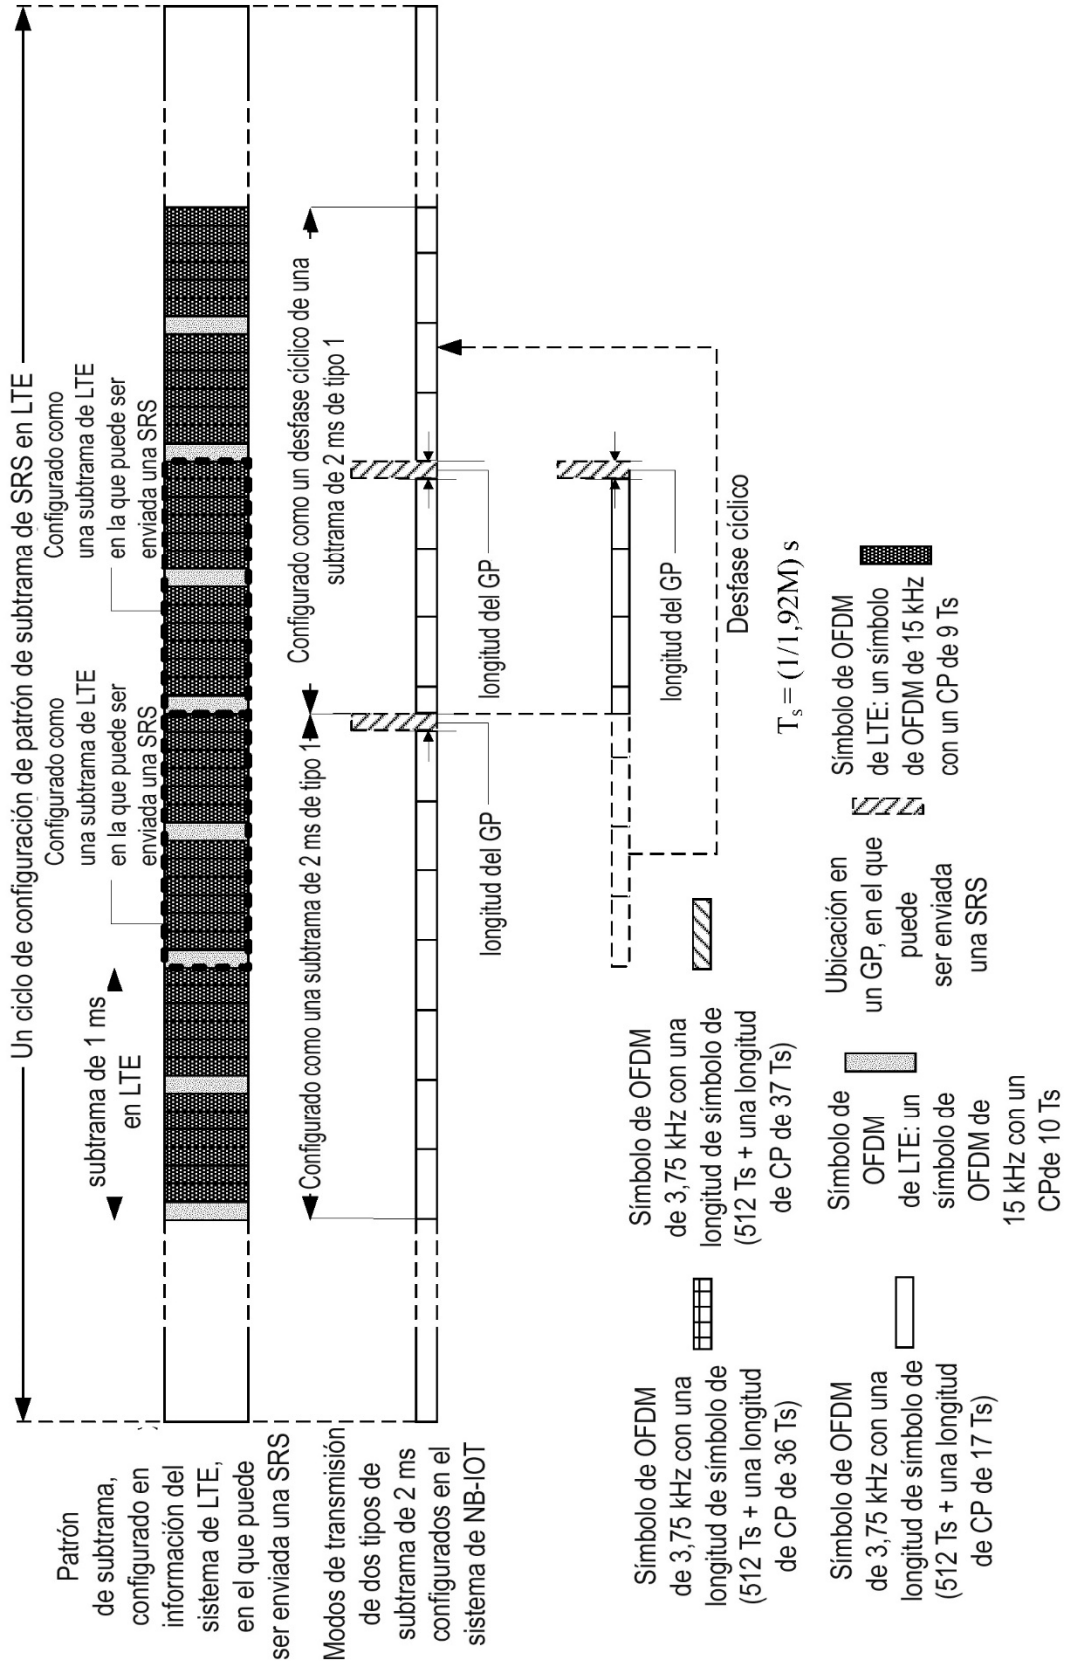 Un ciclo de configuración de patrón de subtrama de SRS en LTE
Patrón
de subtrama,
configurado en
información del
sistema de LTE,
en el que puede
ser enviada una SRS
subtrama de 1 ms
en LTE
Configurado como
una subtrama de LTE
en la que puede ser
enviada una SRS
Configurado como
una subtrama de LTE
en la que puede ser
enviada una SRS
Modos de transmisión
de dos tipos de
subtrama de 2 ms
configurados en el
sistema de NB-IOT
Configurado como una subtrama de 2 ms de tipo 1
Configurado como un desfase cíclico de una
subtrama de 2 ms de tipo 1
longitud del GP
longitud del GP
longitud del GP
Desfase cíclico
Ts = (1/1,92M) s
Símbolo de OFDM
de 3,75 kHz con una
longitud de símbolo de
(512 Ts + una longitud
de CP de 36 Ts)
Símbolo de OFDM
de 3,75 kHz con una
longitud de símbolo de
(512 Ts + una longitud
de CP de 37 Ts)
Símbolo de OFDM
de 3,75 kHz con una
longitud de símbolo de
(512 Ts + una longitud
de CP de 17 Ts)
Símbolo de
OFDM
de LTE: un
símbolo de
OFDM de
15 kHz con un
CPde 10 Ts
Ubicación en
un GP, en el que
puede
ser enviada
una SRS
Símbolo de OFDM
de LTE: un símbolo
de OFDM de 15 kHz
con un CP de 9 Ts